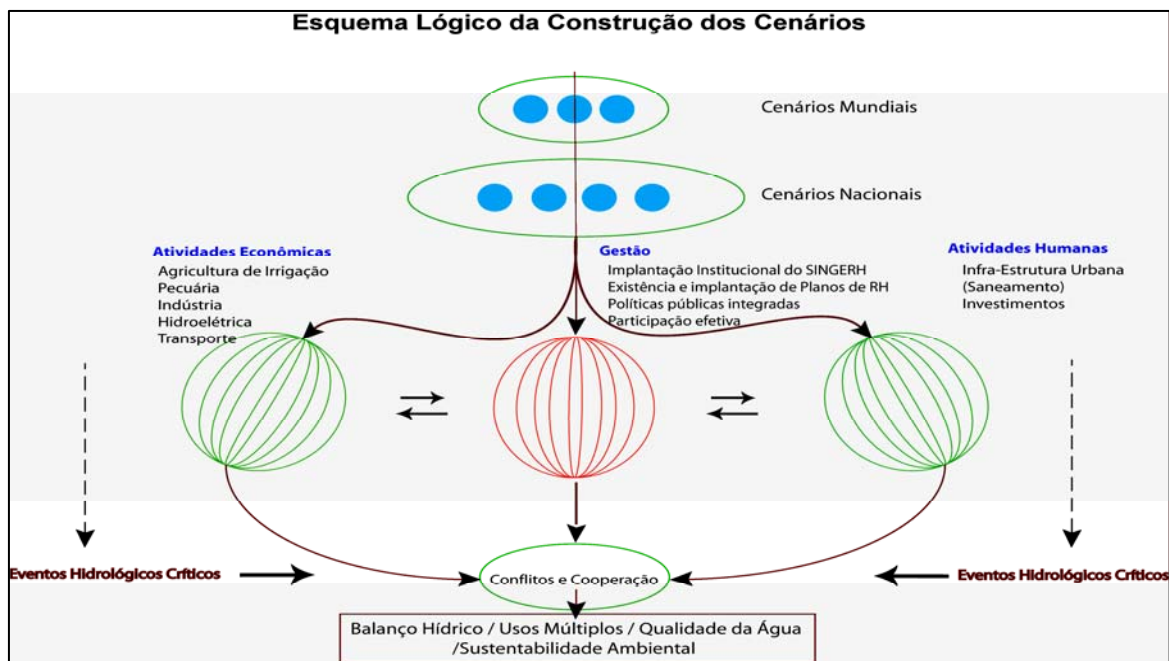 Esquema Lógico da Construção dos Cenários
Cenários Mundiais
Cenários Nacionais
Atividades Econômicas
Agricultura de Irrigação
Pecuária
Indústria
Hidroelétrica
Transporte
Gestão
Implantação Institucional do SINGERH
Existência e implantação de Planos de RH
Políticas públicas integradas
Participação efetiva
Atividades Humanas
Infra-Estrutura Urbana
(Saneamento)
Investimentos
Eventos Hidrológicos Críticos
Conflitos e Cooperação
Eventos Hidrológicos Críticos
Balanço Hídrico / Usos Múltiplos / Qualidade da Água
/Sustentabilidade Ambiental